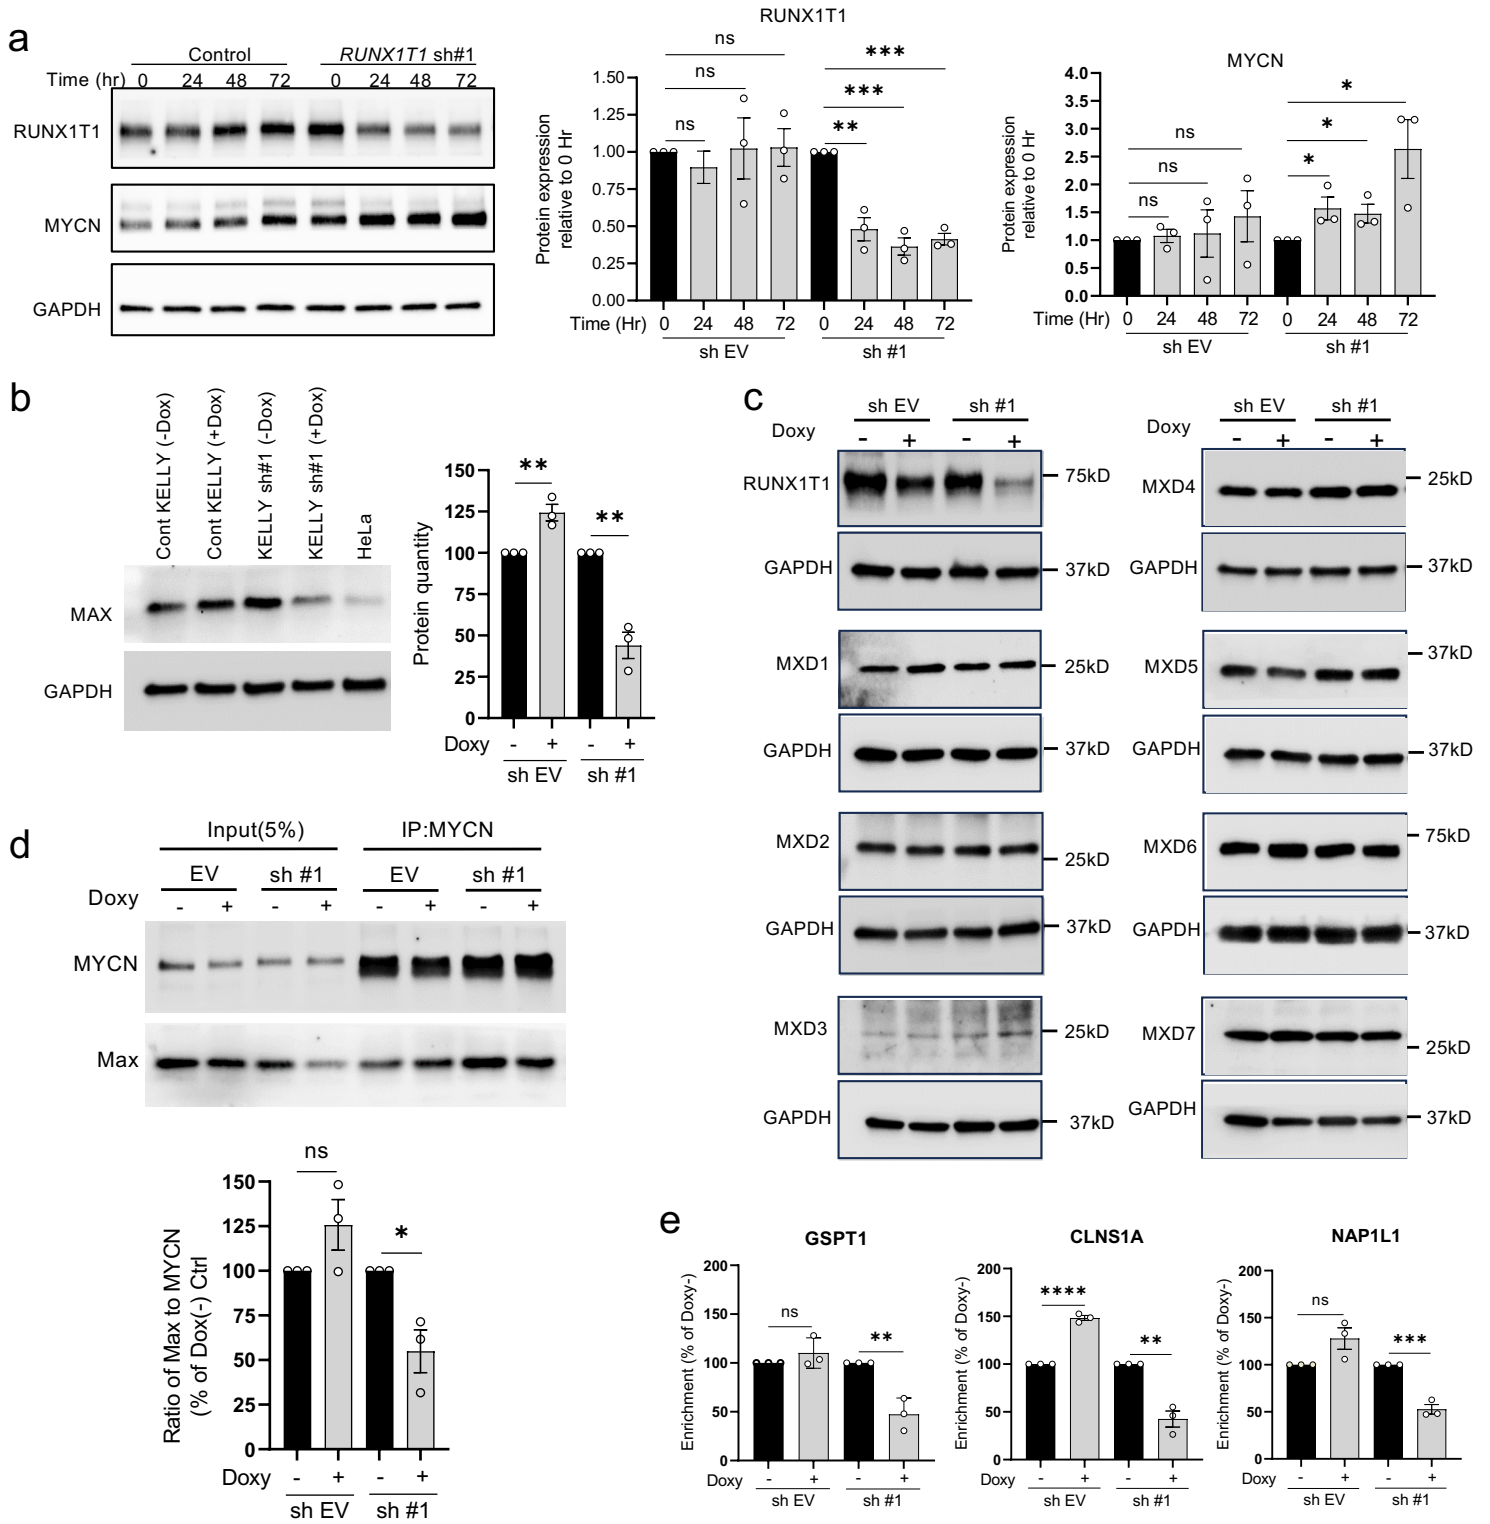 a
Control
RUNX1T1 sh#1
Time (hr)
0 24 48 72 0 24 48 72
RUNX1T1
MYCN
GAPDH
RUNX1T1
Protein expression
relative to 0 Hr
1.50
1.25
1.00
0.75
0.50
0.25
0.00
ns
ns
ns
**
***
***
Time (Hr) 0 24 48 72 0 24 48 72
sh EV
sh #1
MYCN
Protein expression
relative to 0 Hr
4.0
3.5
3.0
2.5
2.0
1.5
1.0
0.5
0.0
ns
ns
ns
*
*
*
Time (Hr) 0 24 48 72 0 24 48 72
sh EV
sh #1
b
Cont KELLY (-Dox)
Cont KELLY (+Dox)
KELLY sh#1 (-Dox)
KELLY sh#1 (+Dox)
HeLa
MAX
GAPDH
Protein quantity
150
125
100
75
50
25
0
**
**
Doxy - + - +
sh EV
sh #1
c
sh EV
sh #1
Doxy - + - +
RUNX1T1
75kD
GAPDH
37kD
MXD1
25kD
GAPDH
37kD
MXD2
25kD
GAPDH
37kD
MXD3
25kD
GAPDH
37kD
sh EV
sh #1
Doxy - + - +
MXD4
25kD
GAPDH
37kD
MXD5
37kD
GAPDH
37kD
MXD6
75kD
GAPDH
37kD
MXD7
25kD
GAPDH
37kD
d
Input(5%)
IP:MYCN
EV
sh #1
EV
sh #1
Doxy - + - + - + - +
MYCN
Max
Ratio of Max to MYCN
(% of Dox(-) Ctrl
150
125
100
75
50
25
0
ns
*
Doxy - + - +
sh EV
sh #1
e
GSPT1
Enrichment (% of Doxy-)
200
150
100
50
0
ns
**
Doxy - + - +
sh EV
sh #1
CLNS1A
Enrichment (% of Doxy-)
200
150
100
50
0
****
**
Doxy - + - +
sh EV
sh #1
NAP1L1
Enrichment (% of Doxy-)
200
150
100
50
0
ns
***
Doxy - + - +
sh EV
sh #1